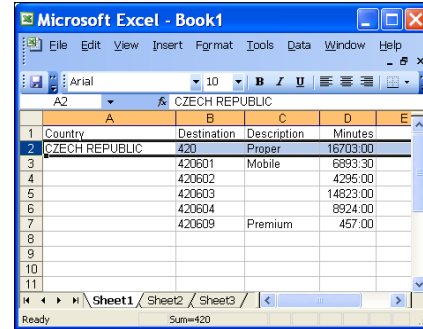 Microsoft Excel - Book1
File Edit View Insert Format Tools Data Window Help
Arial 10 B I U
A2 fx CZECH REPUBLIC
A B C D E
1 Country Destination Description Minutes
2 CZECH REPUBLIC 420 Proper 16703:00
3 420601 Mobile 6893:30
4 420602 4295:00
5 420603 14823:00
6 420604 8924:00
7 420609 Premium 457:00
8
9
10
11
Sheet1 Sheet2 Sheet3
Ready Sum=420